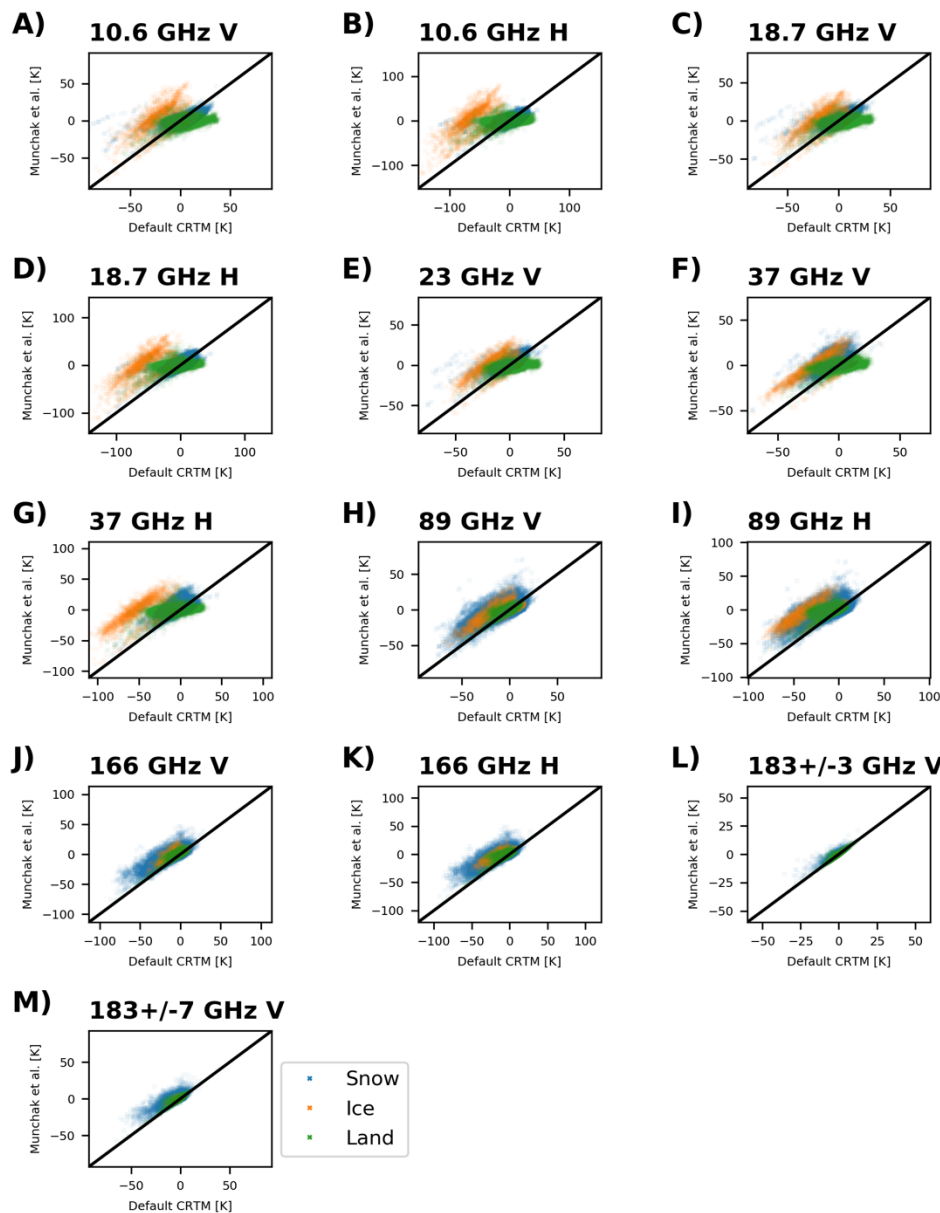 A) 10.6 GHz V
B) 10.6 GHz H
C) 18.7 GHz V
Munchak et al. [K]
50
0
−50
−50 0 50
Default CRTM [K]
Munchak et al. [K]
100
0
−100
−100 0 100
Default CRTM [K]
Munchak et al. [K]
50
0
−50
−50 0 50
Default CRTM [K]
D) 18.7 GHz H
E) 23 GHz V
F) 37 GHz V
Munchak et al. [K]
100
0
−100
−100 0 100
Default CRTM [K]
Munchak et al. [K]
50
0
−50
−50 0 50
Default CRTM [K]
Munchak et al. [K]
50
0
−50
−50 0 50
Default CRTM [K]
G) 37 GHz H
H) 89 GHz V
I) 89 GHz H
Munchak et al. [K]
100
50
0
−50
−100
−100 −50 0 50 100
Default CRTM [K]
Munchak et al. [K]
50
0
−50
−50 0 50
Default CRTM [K]
Munchak et al. [K]
100
50
0
−50
−100
−100 −50 0 50 100
Default CRTM [K]
J) 166 GHz V
K) 166 GHz H
L) 183+/-3 GHz V
Munchak et al. [K]
100
50
0
−50
−100
−100 −50 0 50 100
Default CRTM [K]
Munchak et al. [K]
100
50
0
−50
−100
−100 −50 0 50 100
Default CRTM [K]
Munchak et al. [K]
50
25
0
−25
−50
−50 −25 0 25 50
Default CRTM [K]
M) 183+/-7 GHz V
Munchak et al. [K]
50
0
−50
−50 0 50
Default CRTM [K]
Snow
Ice
Land